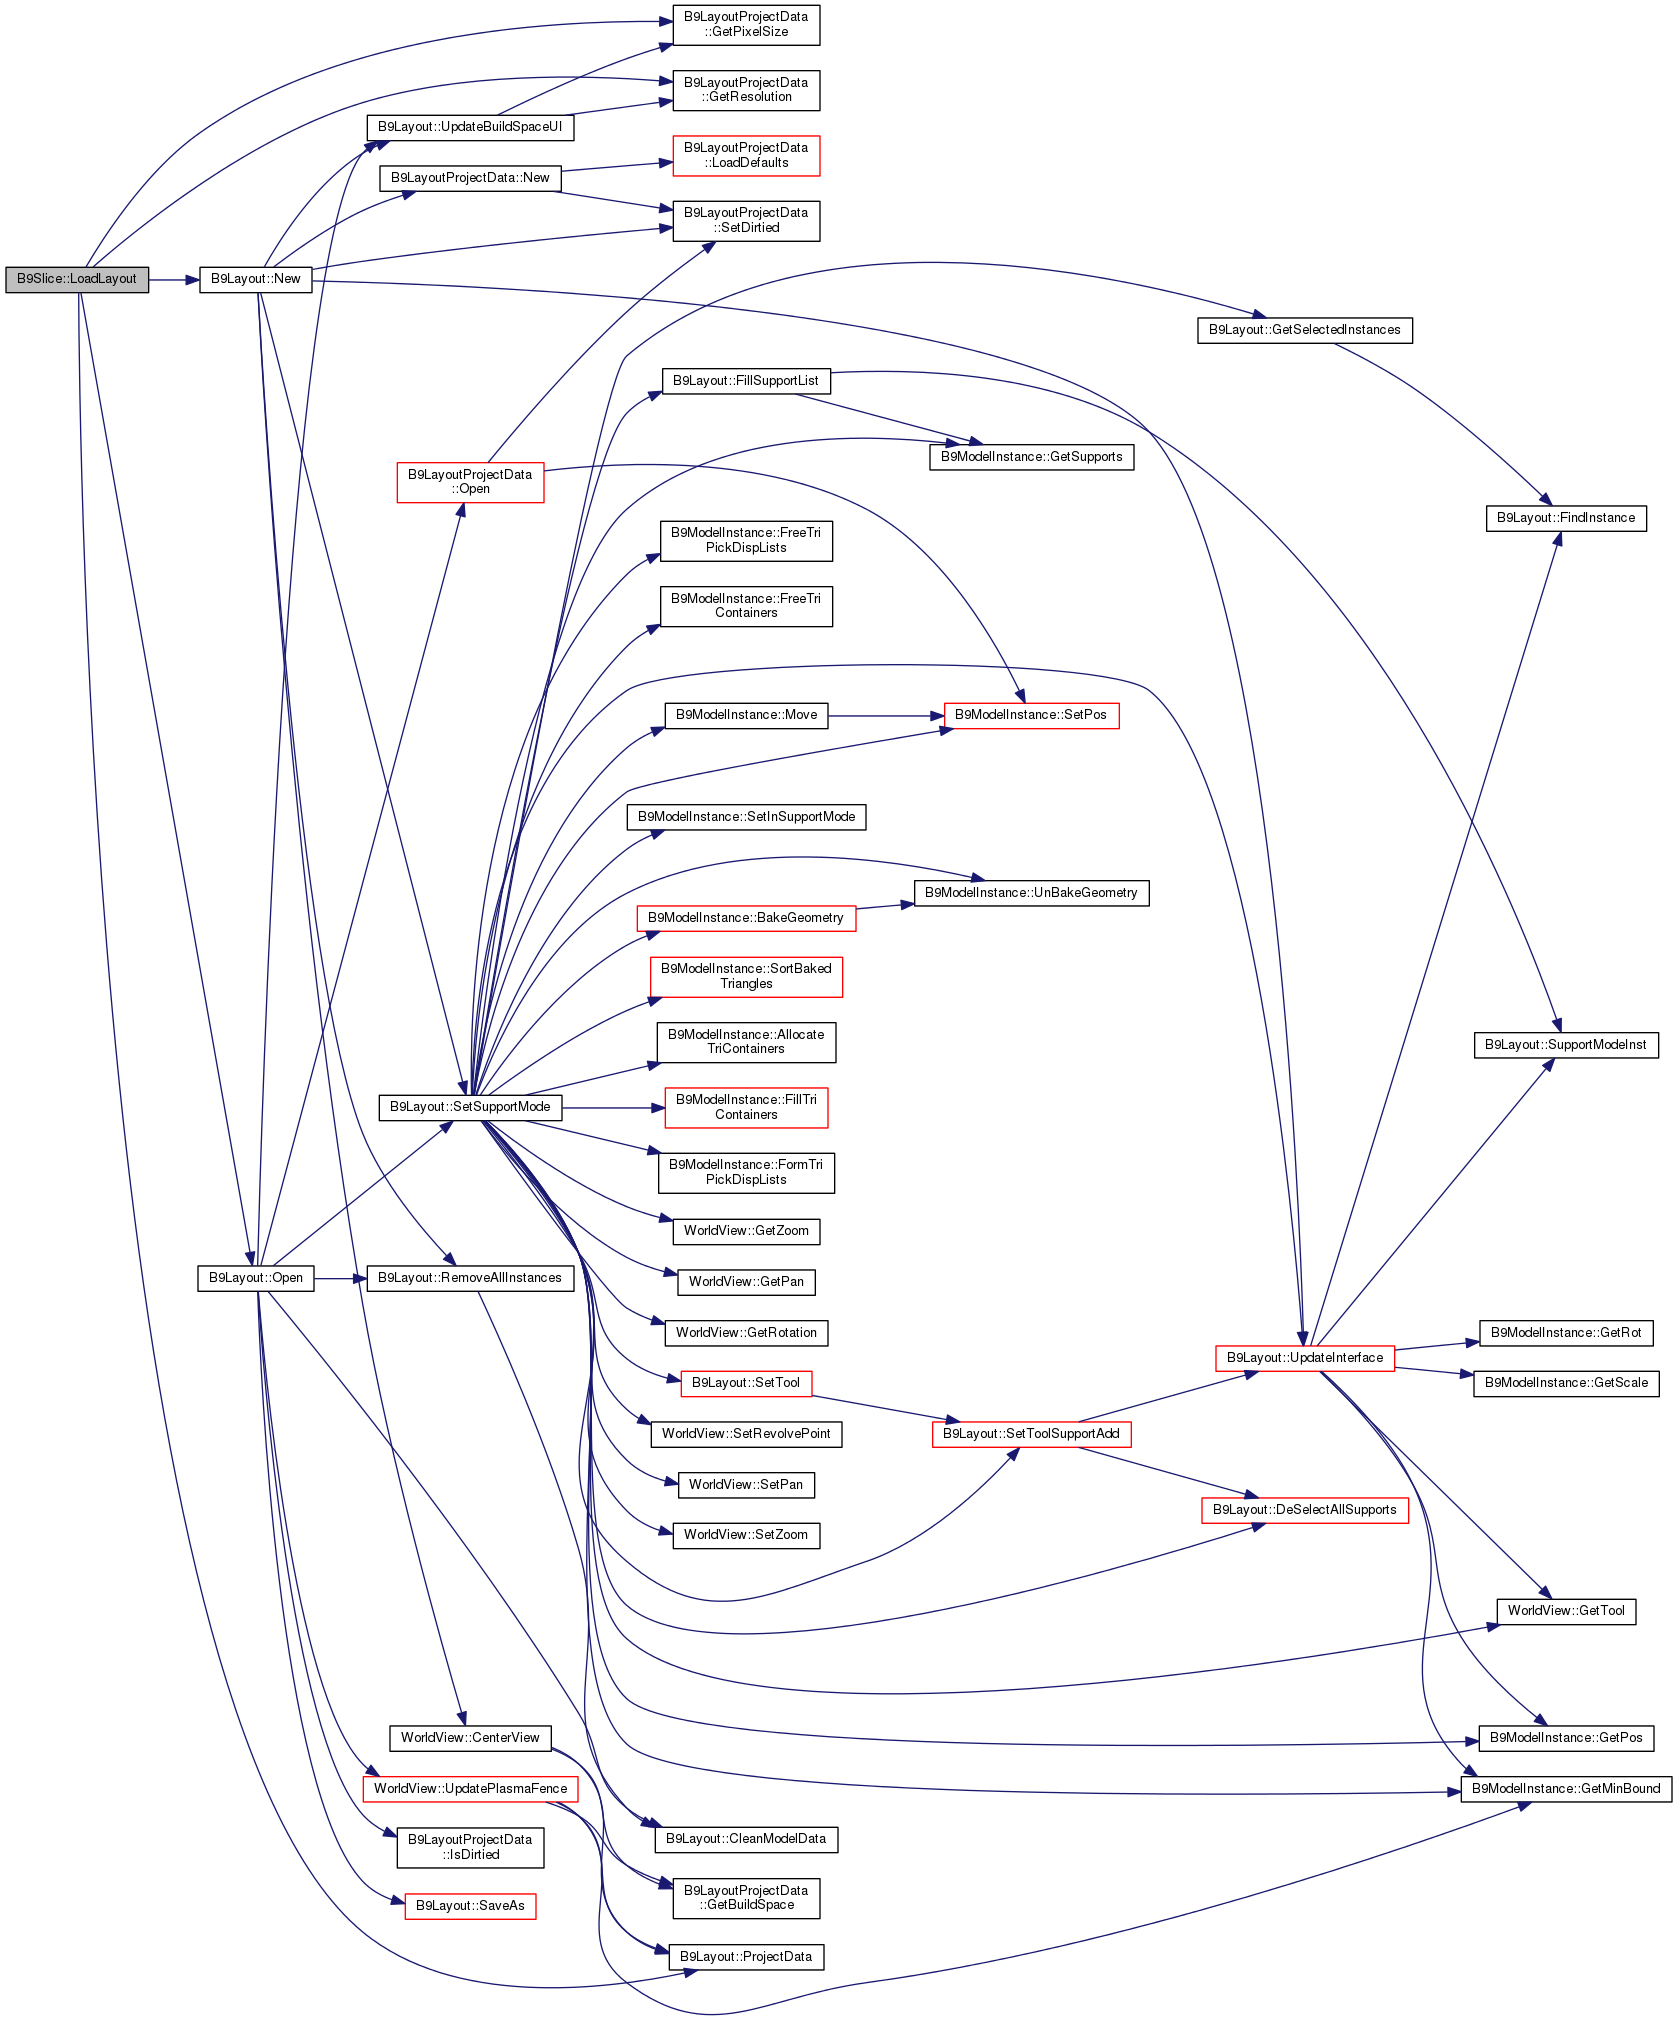 B9LayoutProjectData
::GetPixelSize
B9LayoutProjectData
::GetResolution
B9Layout::UpdateBuildSpaceUI
B9LayoutProjectData
::LoadDefaults
B9LayoutProjectData::New
B9LayoutProjectData
::SetDirtied
B9Slice::LoadLayout
B9Layout::New
B9Layout::GetSelectedInstances
B9Layout::FillSupportList
B9ModelInstance::GetSupports
B9LayoutProjectData
::Open
B9Layout::FindInstance
B9ModelInstance::FreeTri
PickDispLists
B9ModelInstance::FreeTri
Containers
B9ModelInstance::Move
B9ModelInstance::SetPos
B9ModelInstance::SetInSupportMode
B9ModelInstance::UnBakeGeometry
B9ModelInstance::BakeGeometry
B9ModelInstance::SortBaked
Triangles
B9ModelInstance::Allocate
TriContainers
B9Layout::SupportModeInst
B9Layout::SetSupportMode
B9ModelInstance::FillTri
Containers
B9ModelInstance::FormTri
PickDispLists
WorldView::GetZoom
B9Layout::Open
B9Layout::RemoveAllInstances
WorldView::GetPan
WorldView::GetRotation
B9ModelInstance::GetRot
B9Layout::UpdateInterface
B9Layout::SetTool
B9ModelInstance::GetScale
WorldView::SetRevolvePoint
B9Layout::SetToolSupportAdd
WorldView::SetPan
B9Layout::DeSelectAllSupports
WorldView::SetZoom
WorldView::GetTool
WorldView::CenterView
B9ModelInstance::GetPos
WorldView::UpdatePlasmaFence
B9ModelInstance::GetMinBound
B9LayoutProjectData
::IsDirtied
B9Layout::CleanModelData
B9LayoutProjectData
::GetBuildSpace
B9Layout::SaveAs
B9Layout::ProjectData